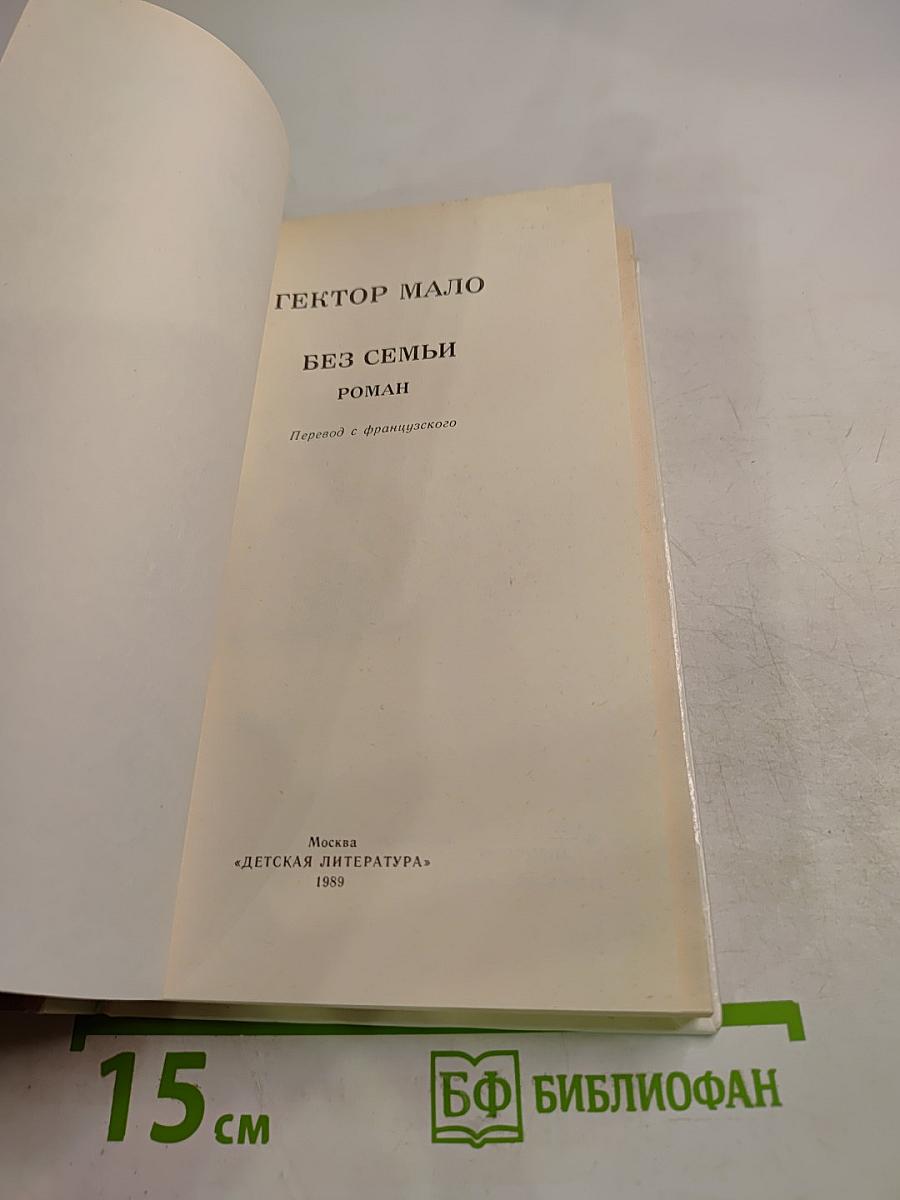 ГЕКТОР МАЛО
БЕЗ СЕМЬИ
РОМАН
Перевод с французского
Москва
«ДЕТСКАЯ ЛИТЕРАТУРА»
1989
15 см
БФ БИБЛИОФАН